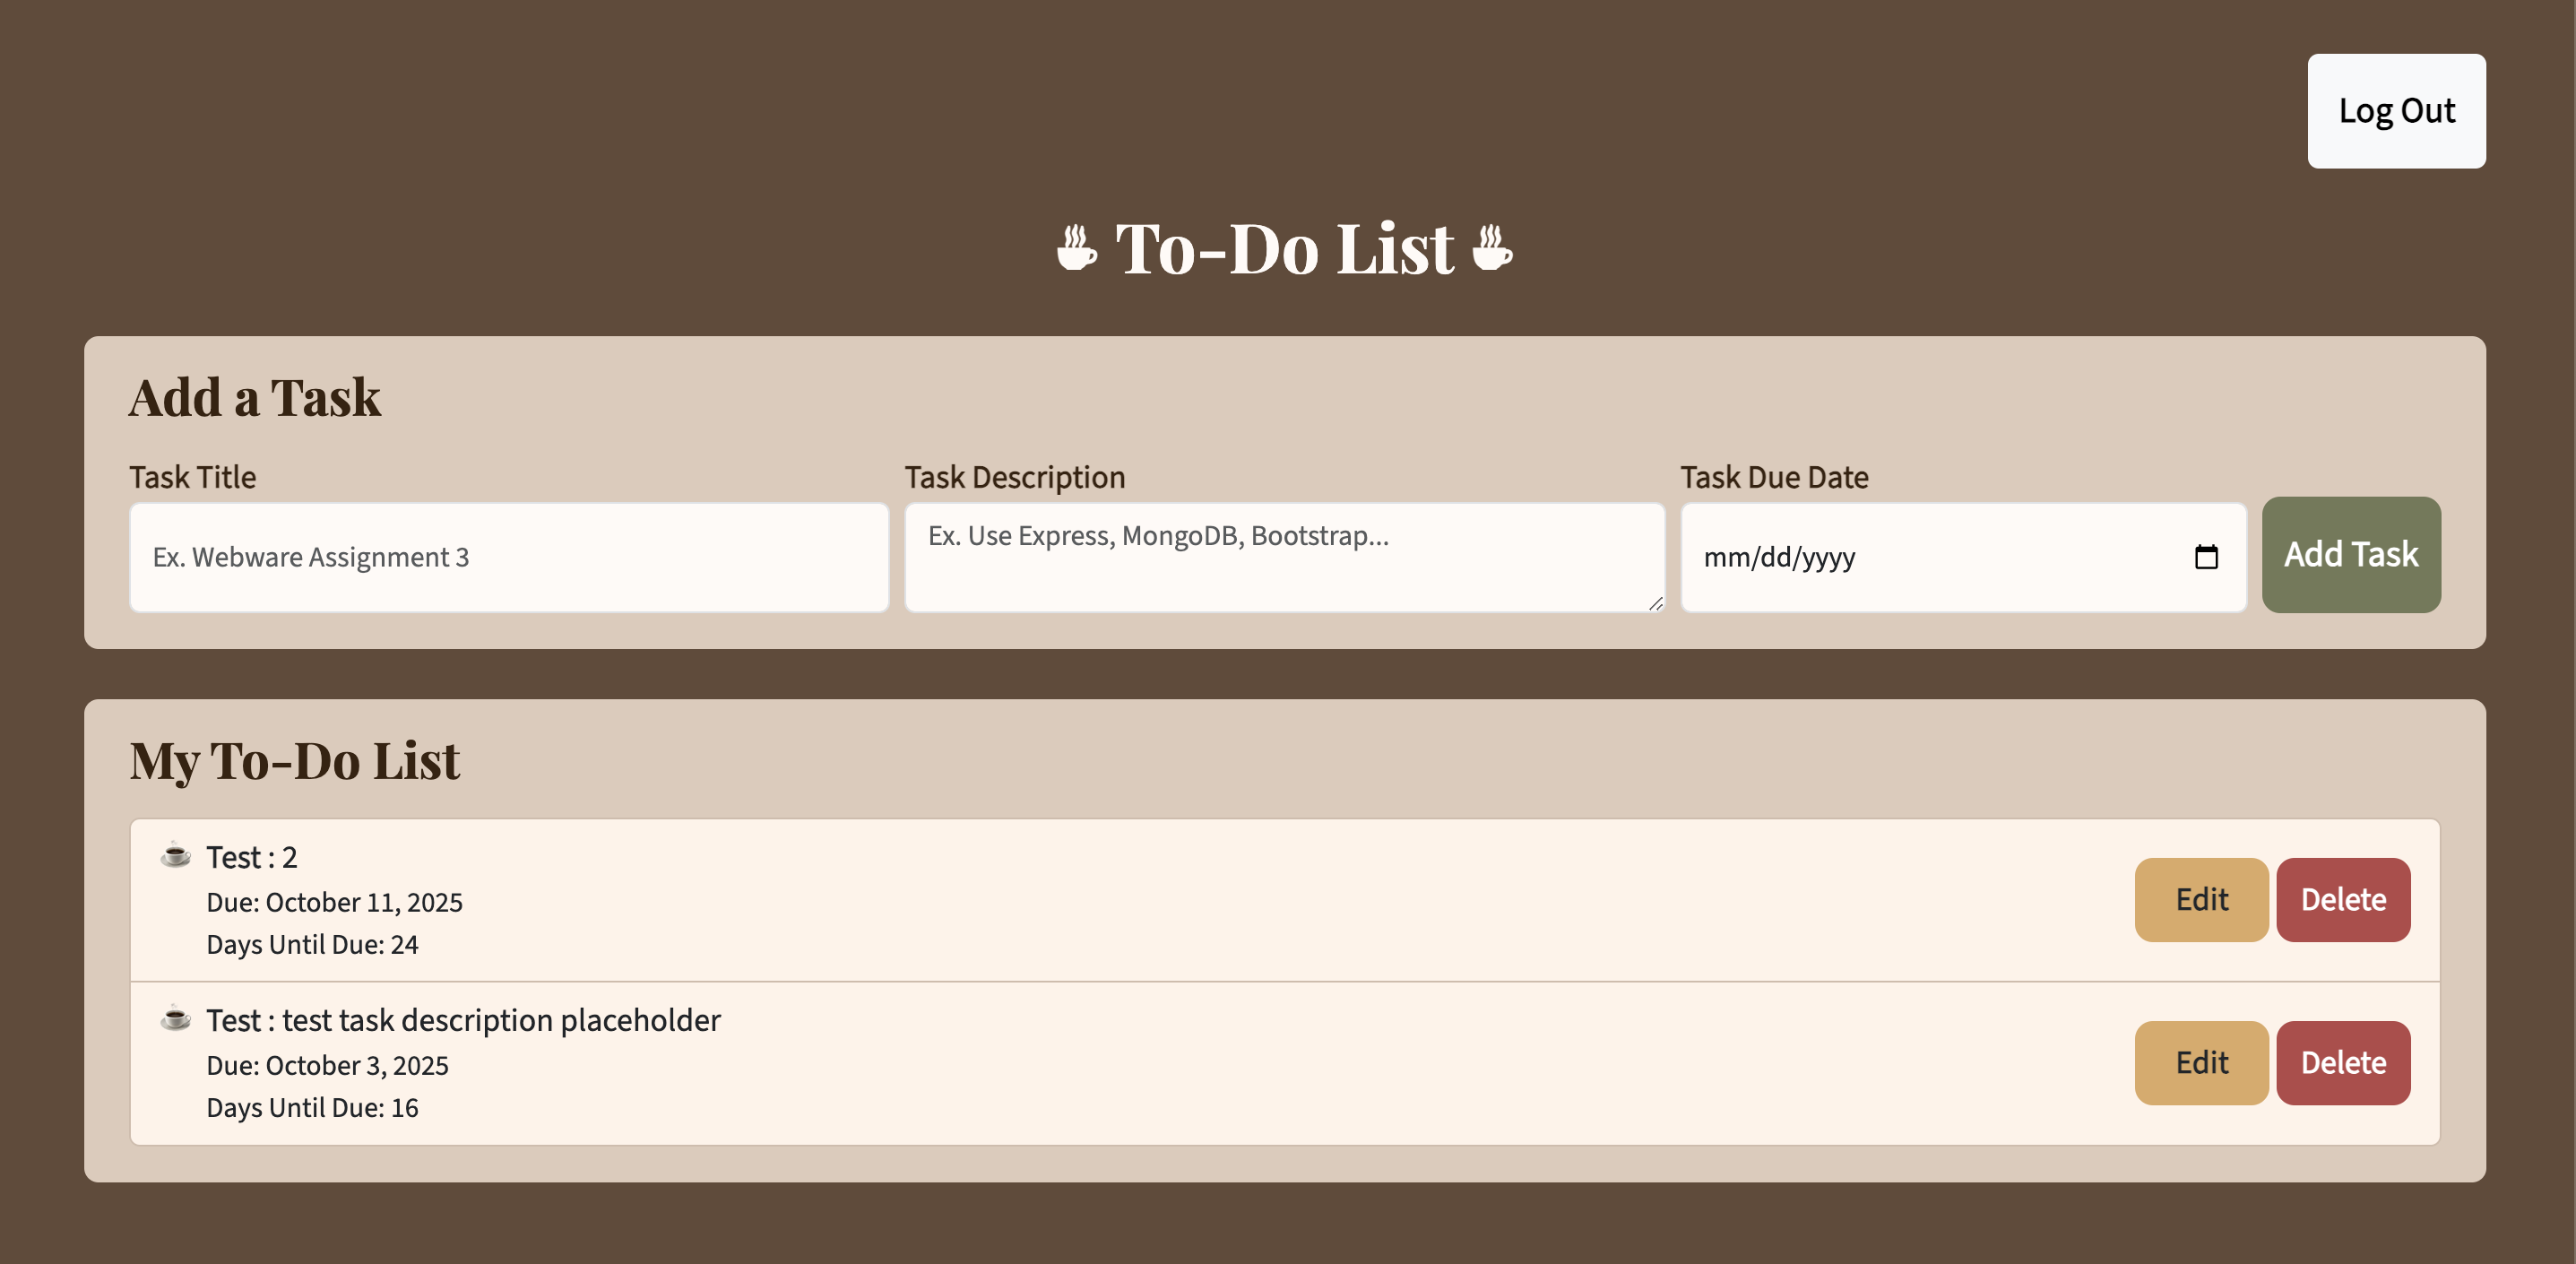 Log Out
To-Do List
Add a Task
Task Title
Task Description
Task Due Date
Ex. Webware Assignment 3
Ex. Use Express, MongoDB, Bootstrap...
mm/dd/yyyy
Add Task
My To-Do List
Test : 2
Due: October 11, 2025
Days Until Due: 24
Edit
Delete
Test : test task description placeholder
Due: October 3, 2025
Days Until Due: 16
Edit
Delete